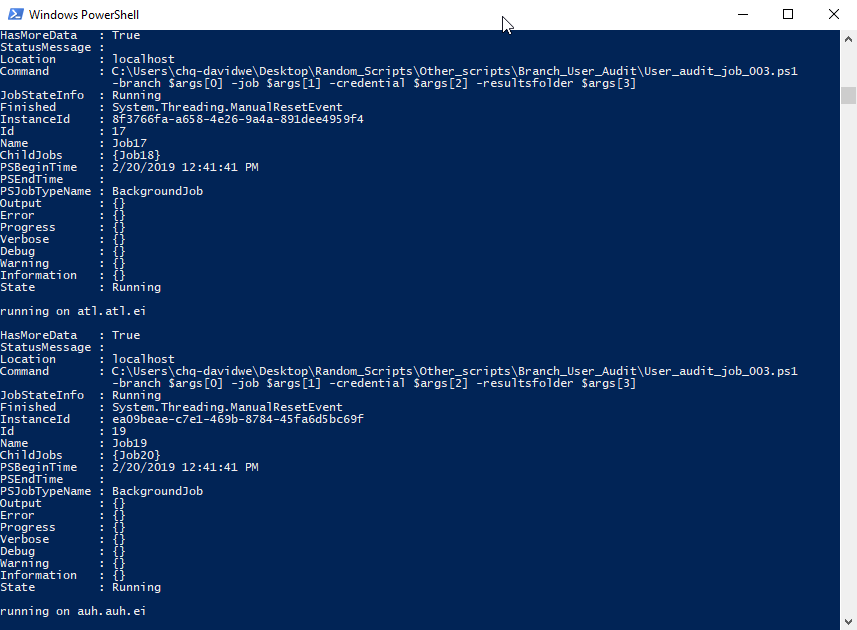 Windows PowerShell
HasMoreData   : True
StatusMessage :
Location      : localhost
Command       : C:\Users\chq-davidwe\Desktop\Random_Scripts\Other_scripts\Branch_User_Audit\User_audit_job_003.ps1
                -branch $args[0] -job $args[1] -credential $args[2] -resultsfolder $args[3]
JobStateInfo  : Running
Finished      : System.Threading.ManualResetEvent
InstanceId    : 8f3766fa-a658-4e26-9a4a-891dee4959f4
Id            : 17
Name          : Job17
ChildJobs     : {Job18}
PSBeginTime   : 2/20/2019 12:41:41 PM
PSEndTime     :
PSJobTypeName : BackgroundJob
Output        : {}
Error         : {}
Progress      : {}
Verbose       : {}
Debug         : {}
Warning       : {}
Information   : {}
State         : Running
running on atl.atl.ei
HasMoreData   : True
StatusMessage :
Location      : localhost
Command       : C:\Users\chq-davidwe\Desktop\Random_Scripts\Other_scripts\Branch_User_Audit\User_audit_job_003.ps1
                -branch $args[0] -job $args[1] -credential $args[2] -resultsfolder $args[3]
JobStateInfo  : Running
Finished      : System.Threading.ManualResetEvent
InstanceId    : ea09beae-c7e1-469b-8784-45fa6d5bc69f
Id            : 19
Name          : Job19
ChildJobs     : {Job20}
PSBeginTime   : 2/20/2019 12:41:41 PM
PSEndTime     :
PSJobTypeName : BackgroundJob
Output        : {}
Error         : {}
Progress      : {}
Verbose       : {}
Debug         : {}
Warning       : {}
Information   : {}
State         : Running
running on auh.auh.ei